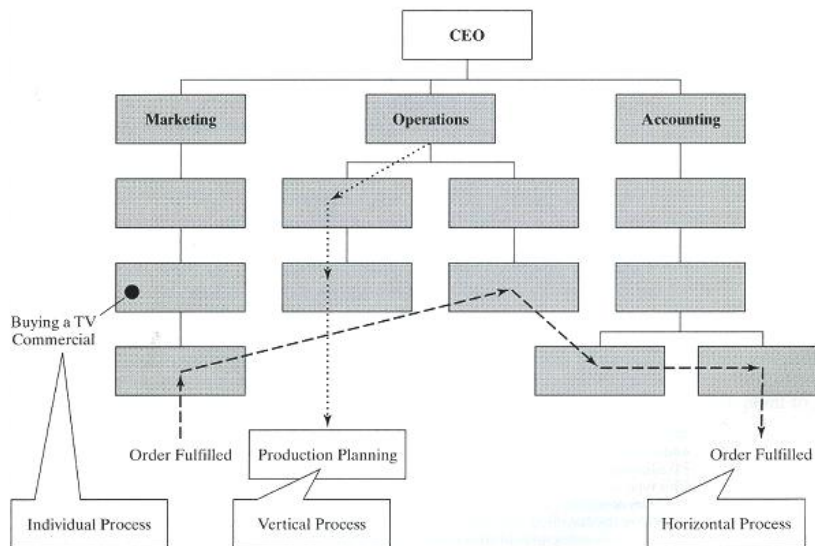 CEO
Marketing
Operations
Accounting
Buying a TV
Commercial
Order Fulfilled
Production Planning
Order Fulfilled
Individual Process
Vertical Process
Horizontal Process